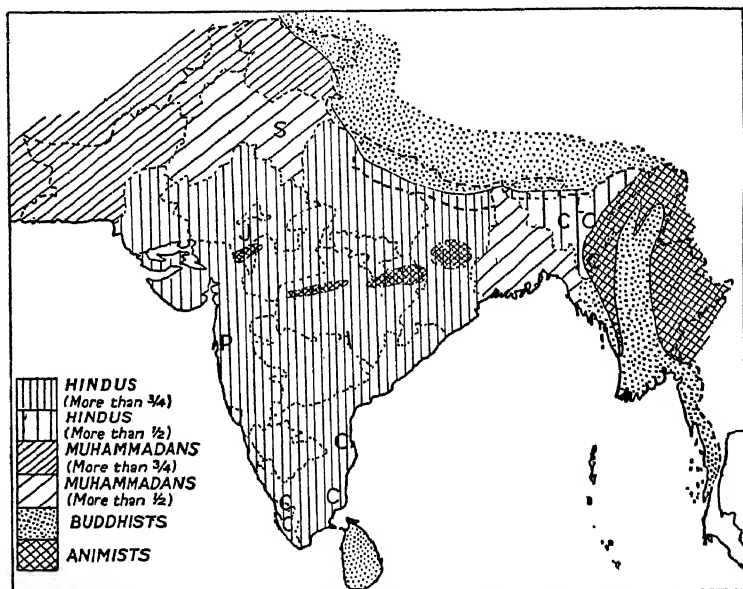 S
C C
J
P
C
C C
C
HINDUS
(More than ¾)
HINDUS
(More than ½)
MUHAMMADANS
(More than ¾)
MUHAMMADANS
(More than ½)
BUDDHISTS
ANIMISTS